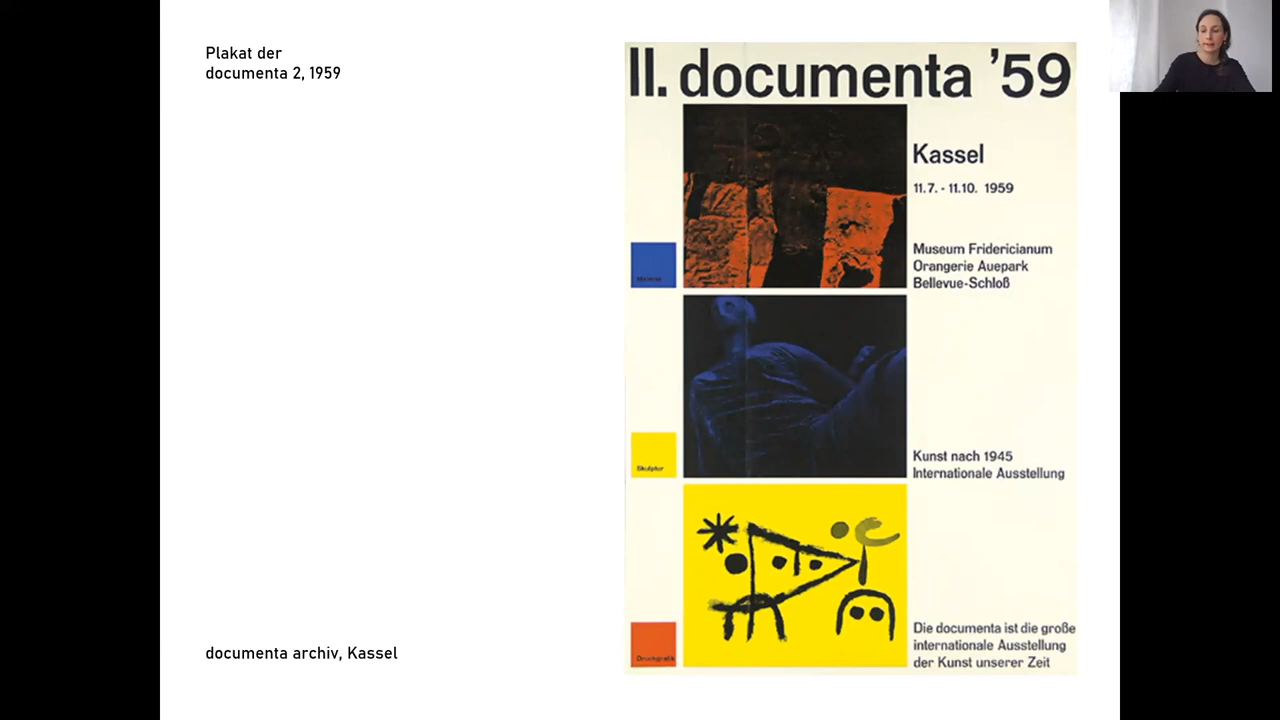 Plakat der
documenta 2, 1959
II. documenta '59
Kassel
11.7. - 11.10. 1959
Museum Fridericianum
Orangerie Auepark
Bellevue-Schloß
Malerei
Kunst nach 1945
Internationale Ausstellung
Skulptur
Die documenta ist die große
internationale Ausstellung
der Kunst unserer Zeit
Druckgrafik
documenta archiv, Kassel